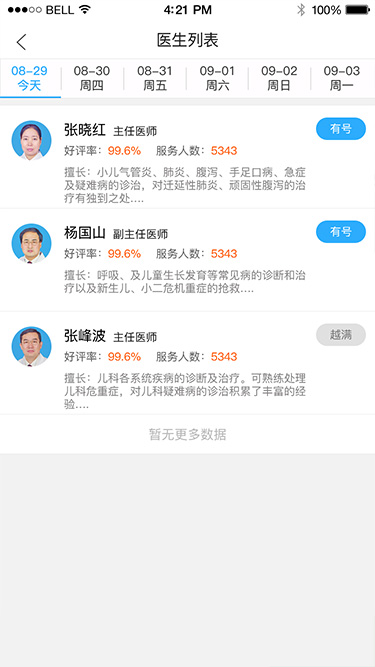 BELL 4:21 PM 100%
医生列表
08-29 08-30 08-31 09-01 09-02 09-03
今天 周四 周五 周六 周日 周一
张晓红 主任医师 有号
好评率：99.6% 服务人数：5343
擅长：小儿气管炎、肺炎、腹泻、手足口病、急症
及疑难病的诊治，对迁延性肺炎、顽固性腹泻的治
疗有独到之处....
杨国山 副主任医师 有号
好评率：99.6% 服务人数：5343
擅长：呼吸、及儿童生长发育等常见病的诊断和治
疗以及新生儿、小二危机重症的抢救....
张峰波 主任医师 越满
好评率：99.6% 服务人数：5343
擅长：儿科各系统疾病的诊断及治疗。可熟练处理
儿科危重症，对儿科疑难病的诊治积累了丰富的经
验....
暂无更多数据